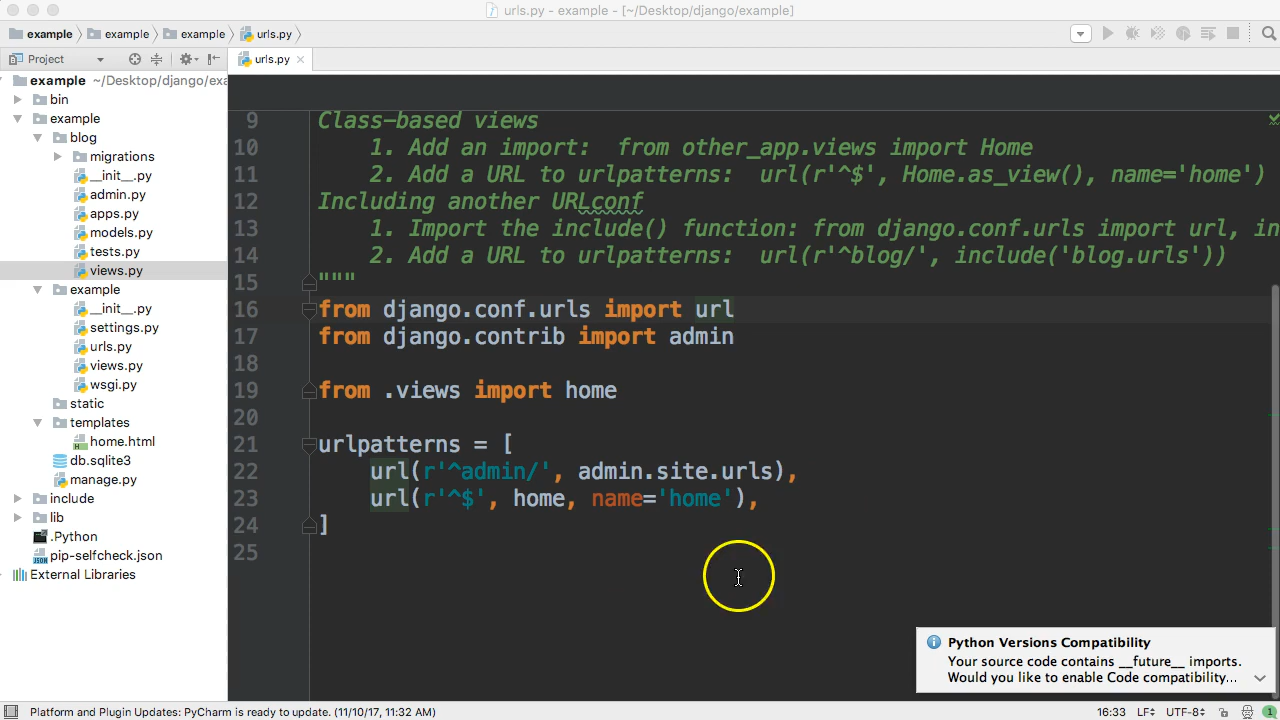 urls.py - example - [~/Desktop/django/example]
example example example urls.py
Project
urls.py
example ~/Desktop/django/exa
bin
example
blog
migrations
__init__.py
admin.py
apps.py
models.py
tests.py
views.py
example
__init__.py
settings.py
urls.py
views.py
wsgi.py
static
templates
home.html
db.sqlite3
manage.py
include
lib
.Python
pip-selfcheck.json
External Libraries
9 Class-based views
10 1. Add an import: from other_app.views import Home
11 2. Add a URL to urlpatterns: url(r'^$', Home.as_view(), name='home')
12 Including another URLconf
13 1. Import the include() function: from django.conf.urls import url, in
14 2. Add a URL to urlpatterns: url(r'^blog/', include('blog.urls'))
15 """
16 from django.conf.urls import url
17 from django.contrib import admin
18
19 from .views import home
20
21 urlpatterns = [
22 url(r'^admin/', admin.site.urls),
23 url(r'^$', home, name='home'),
24 ]
25
Python Versions Compatibility
Your source code contains __future__ imports.
Would you like to enable Code compatibility...
Platform and Plugin Updates: PyCharm is ready to update. (11/10/17, 11:32 AM) 16:33 LF UTF-8 1